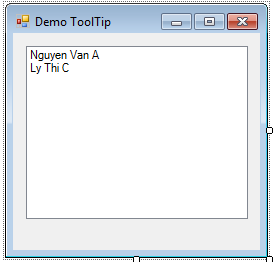 Demo ToolTip
Nguyen Van A
Ly Thi C